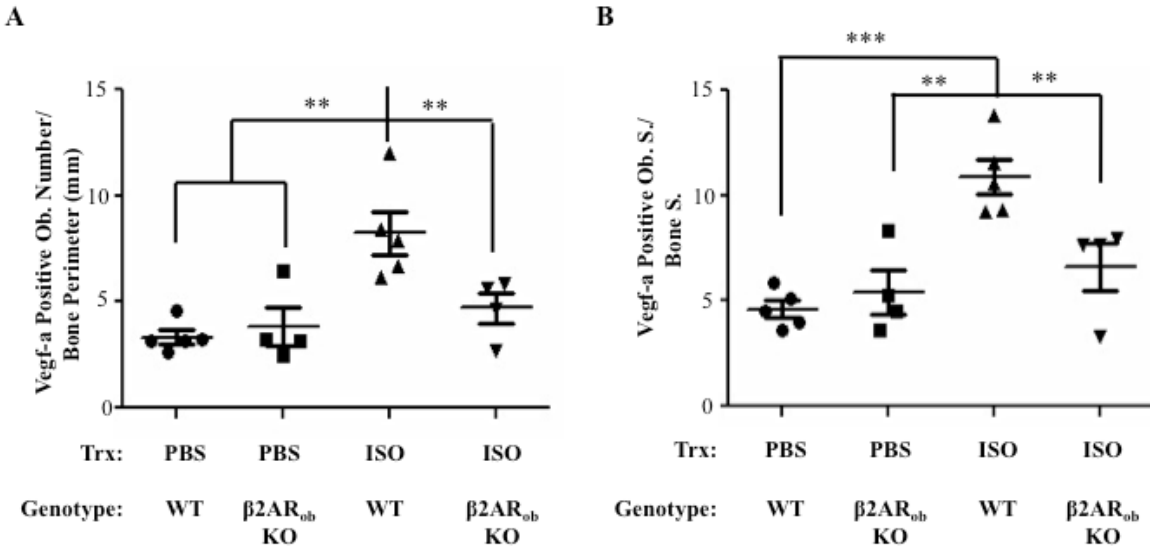 A
Vegf-a Positive Ob. Number/
Bone Perimeter (mm)
15
10
5
0
** **
Trx: PBS PBS ISO ISO
Genotype: WT β2ARob WT β2ARob
KO KO
B
Vegf-a Positive Ob. S./
Bone S.
15
10
5
0
***
** **
Trx: PBS PBS ISO ISO
Genotype: WT β2ARob WT β2ARob
KO KO